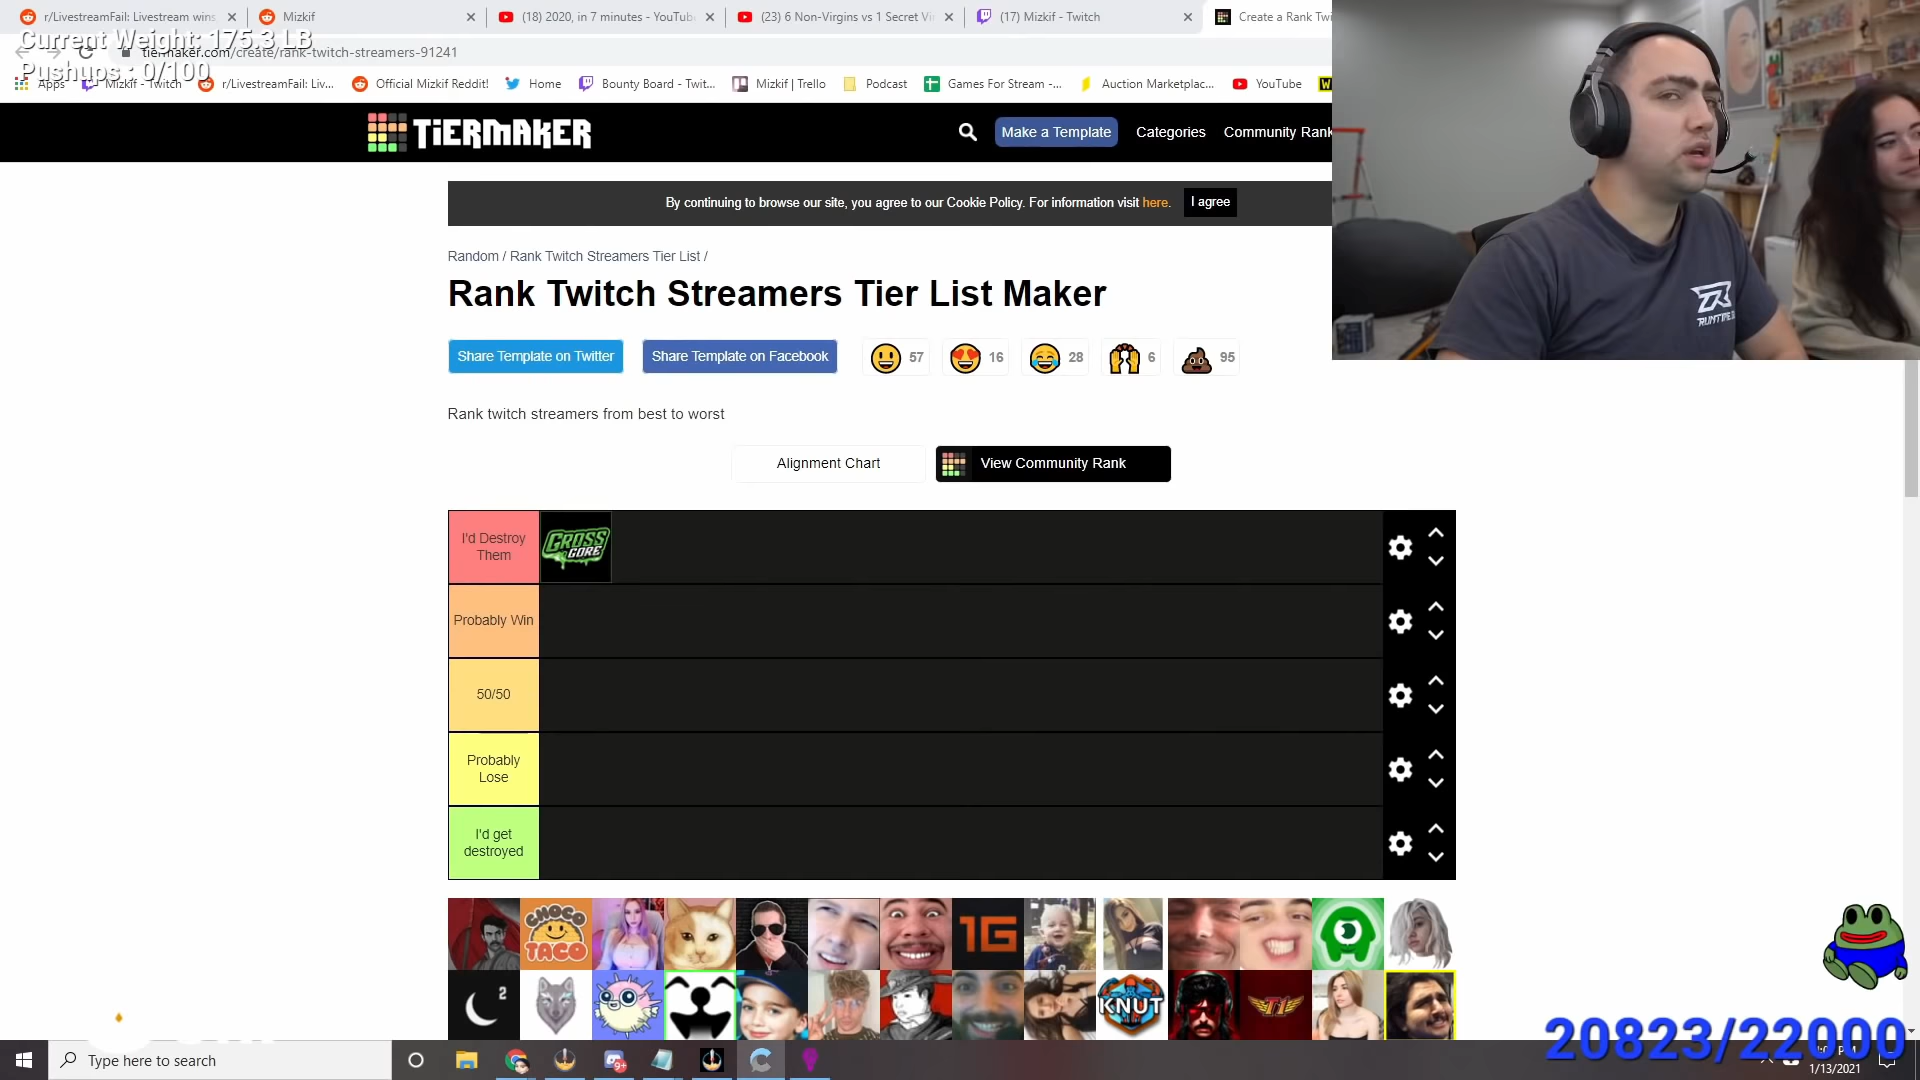 r/LivestreamFail: Livestream wins
Mizkif
(18) 2020, in 7 minutes - YouTub
(23) 6 Non-Virgins vs 1 Secret Vi
(17) Mizkif - Twitch
Create a Rank Twi
Current Weight: 175.3 LB
tiermaker.com/create/rank-twitch-streamers-91241
Pushups : 0/100
Apps
Mizkif - Twitch
r/LivestreamFail: Liv...
Official Mizkif Reddit!
Home
Bounty Board - Twit...
Mizkif | Trello
Podcast
Games For Stream -...
Auction Marketplac...
YouTube
W
TiERMAKER
Make a Template
Categories
Community Rank
By continuing to browse our site, you agree to our Cookie Policy. For information visit here.
I agree
Random / Rank Twitch Streamers Tier List /
Rank Twitch Streamers Tier List Maker
Share Template on Twitter
Share Template on Facebook
57
16
28
6
95
Rank twitch streamers from best to worst
Alignment Chart
View Community Rank
I'd Destroy
Them
GROSS
GORE
Probably Win
50/50
Probably
Lose
I'd get
destroyed
CHOCO
TACO
1G
2
KNUT
T1
RUNTIME
20823/22000
Type here to search
9+
1/13/2021